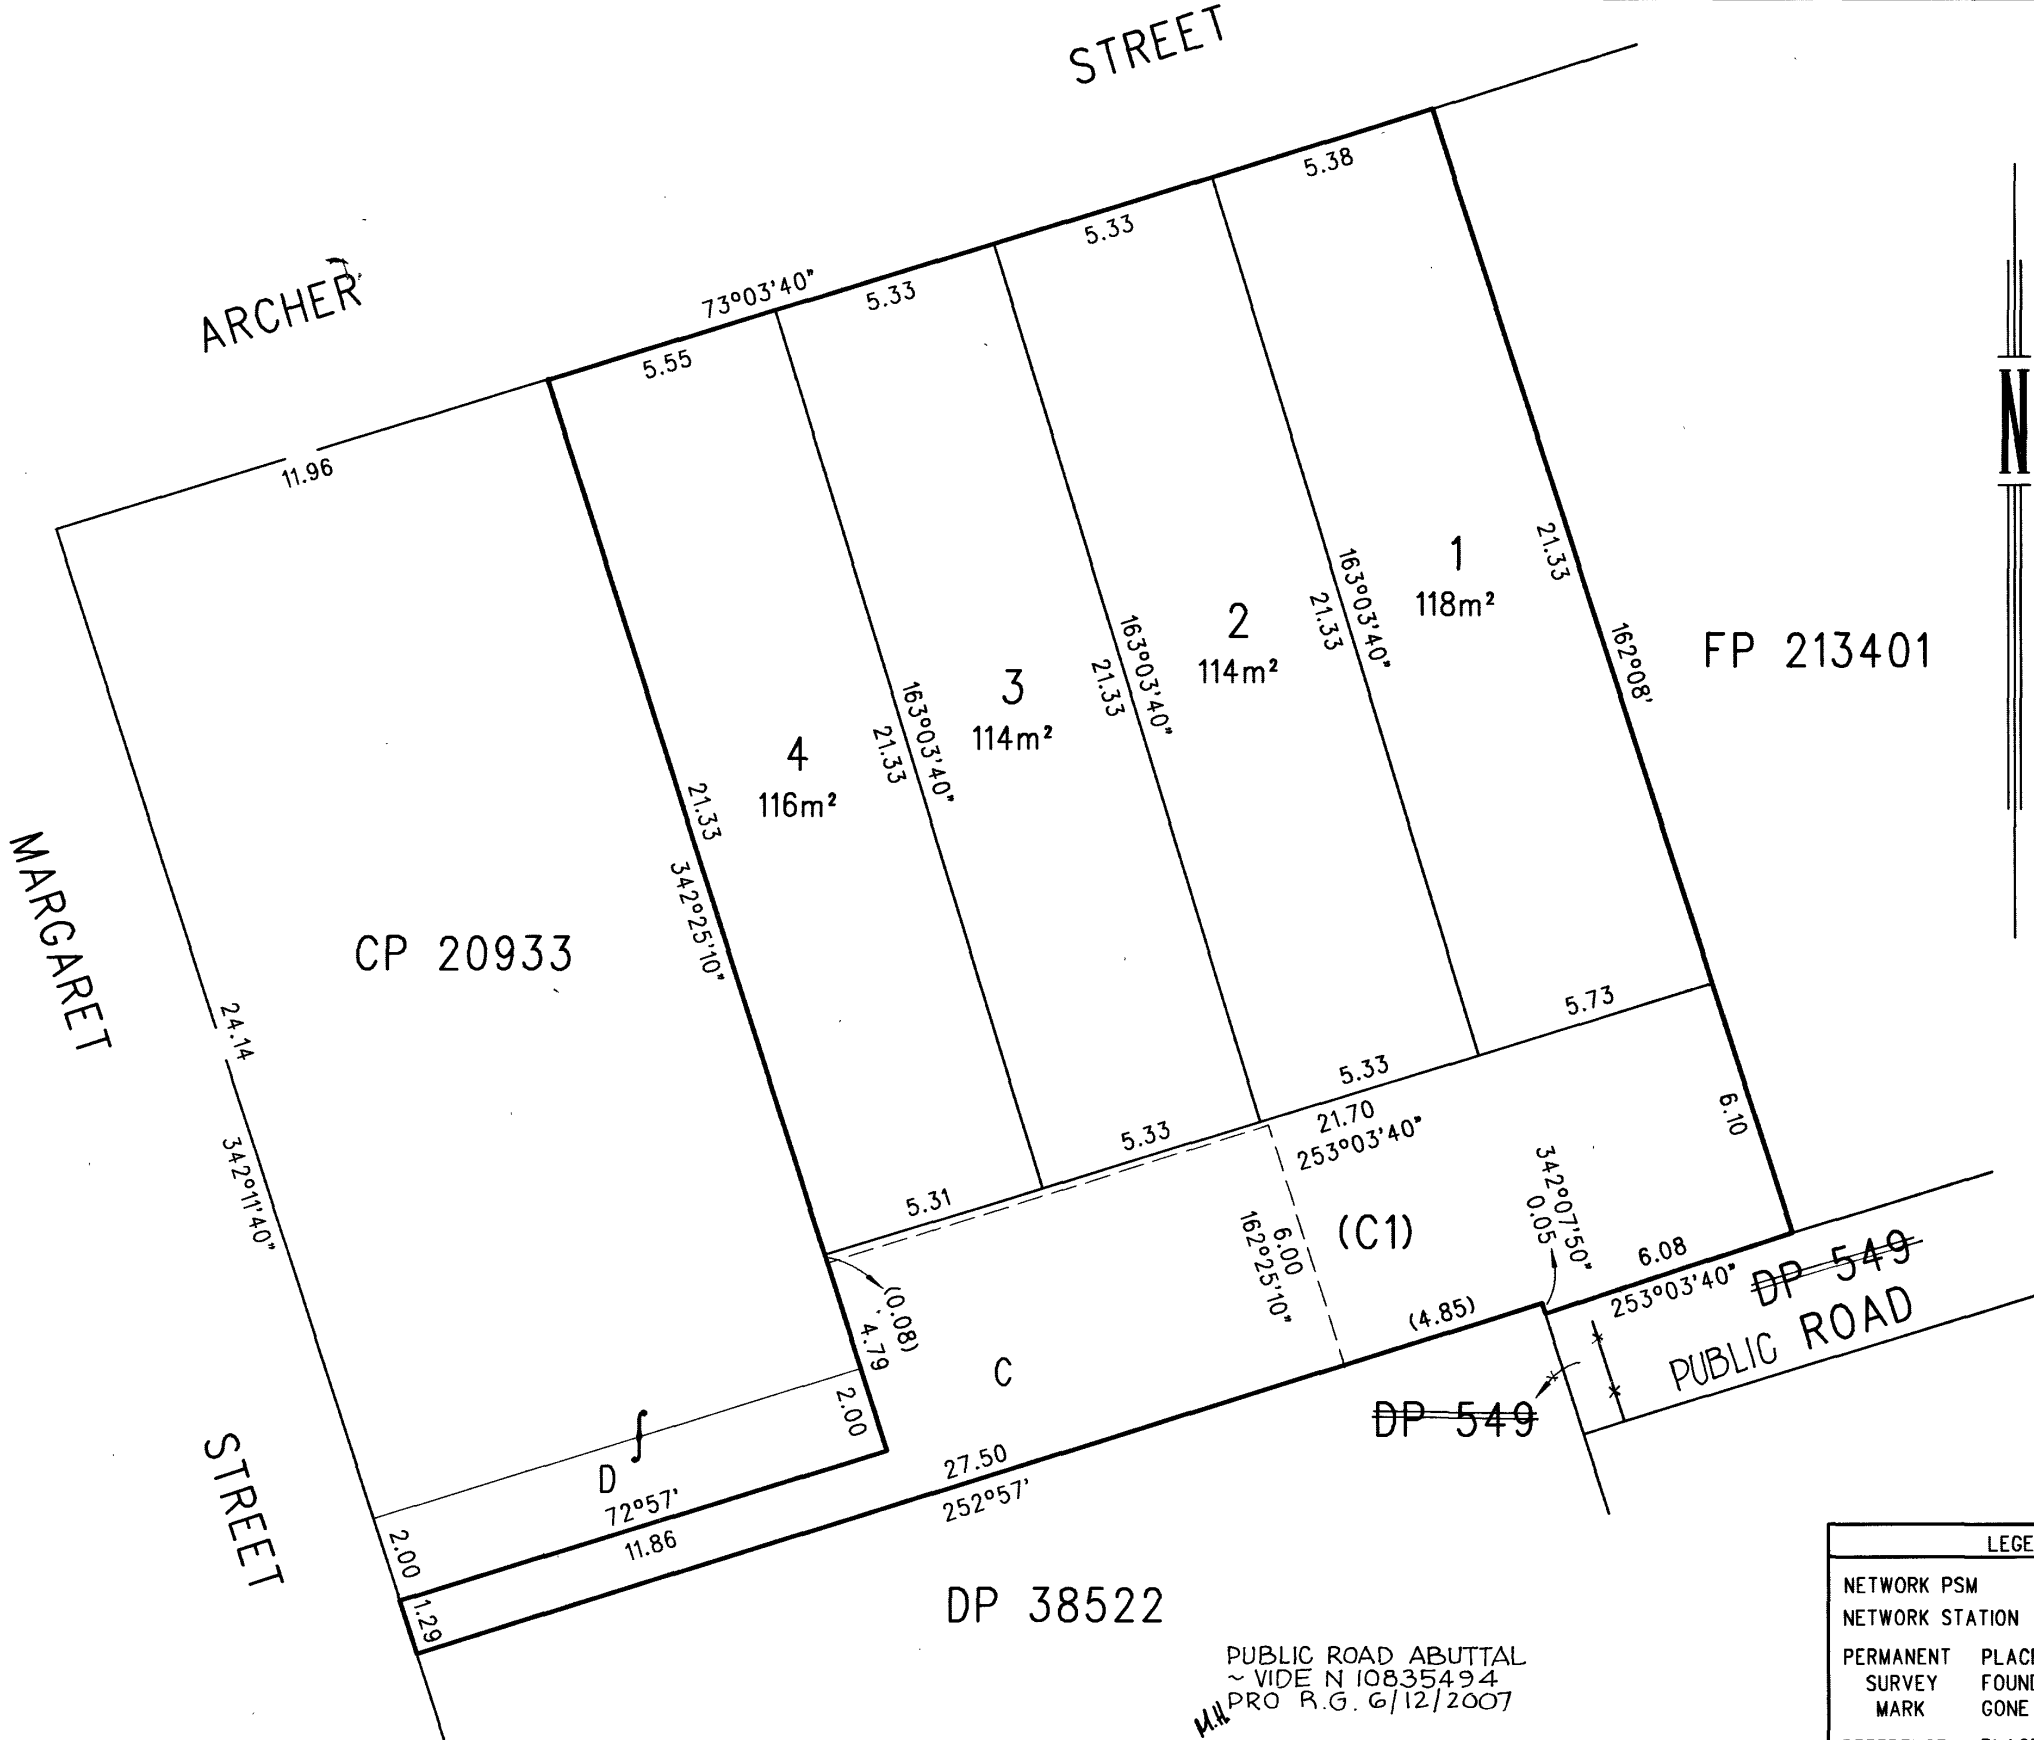 STREET
ARCHER
73°03'40"
5.38
5.33
5.33
5.55
11.96
N
1
118m²
2
114m²
3
114m²
4
116m²
21.33
162°08'
163°03'40"
21.33
163°03'40"
21.33
163°03'40"
21.33
21.33
342°25'10"
FP 213401
CP 20933
MARGARET
STREET
24.14
342°11'40"
5.73
5.33
21.70
253°03'40"
5.33
5.31
6.10
342°07'50"
0.05
(C1)
6.00
162°25'10"
6.08
253°03'40"
DP 549
PUBLIC ROAD
(4.85)
(0.08)
4.79
C
2.00
DP 549
D
72°57'
11.86
27.50
252°57'
2.00
1.29
DP 38522
PUBLIC ROAD ABUTTAL
~ VIDE N 10835494
M.H. PRO R.G. 6/12/2007
LEGE
NETWORK PSM
NETWORK STATION
PERMANENT PLAC
SURVEY FOUND
MARK GONE